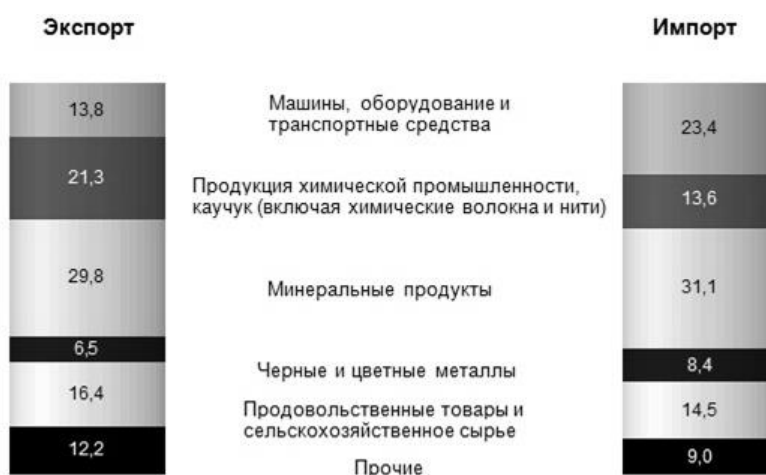 Экспорт
Импорт
13,8
Машины, оборудование и
транспортные средства
23,4
21,3
Продукция химической промышленности,
каучук (включая химические волокна и нити)
13,6
29,8
Минеральные продукты
31,1
6,5
Черные и цветные металлы
8,4
16,4
Продовольственные товары и
сельскохозяйственное сырье
14,5
12,2
Прочие
9,0